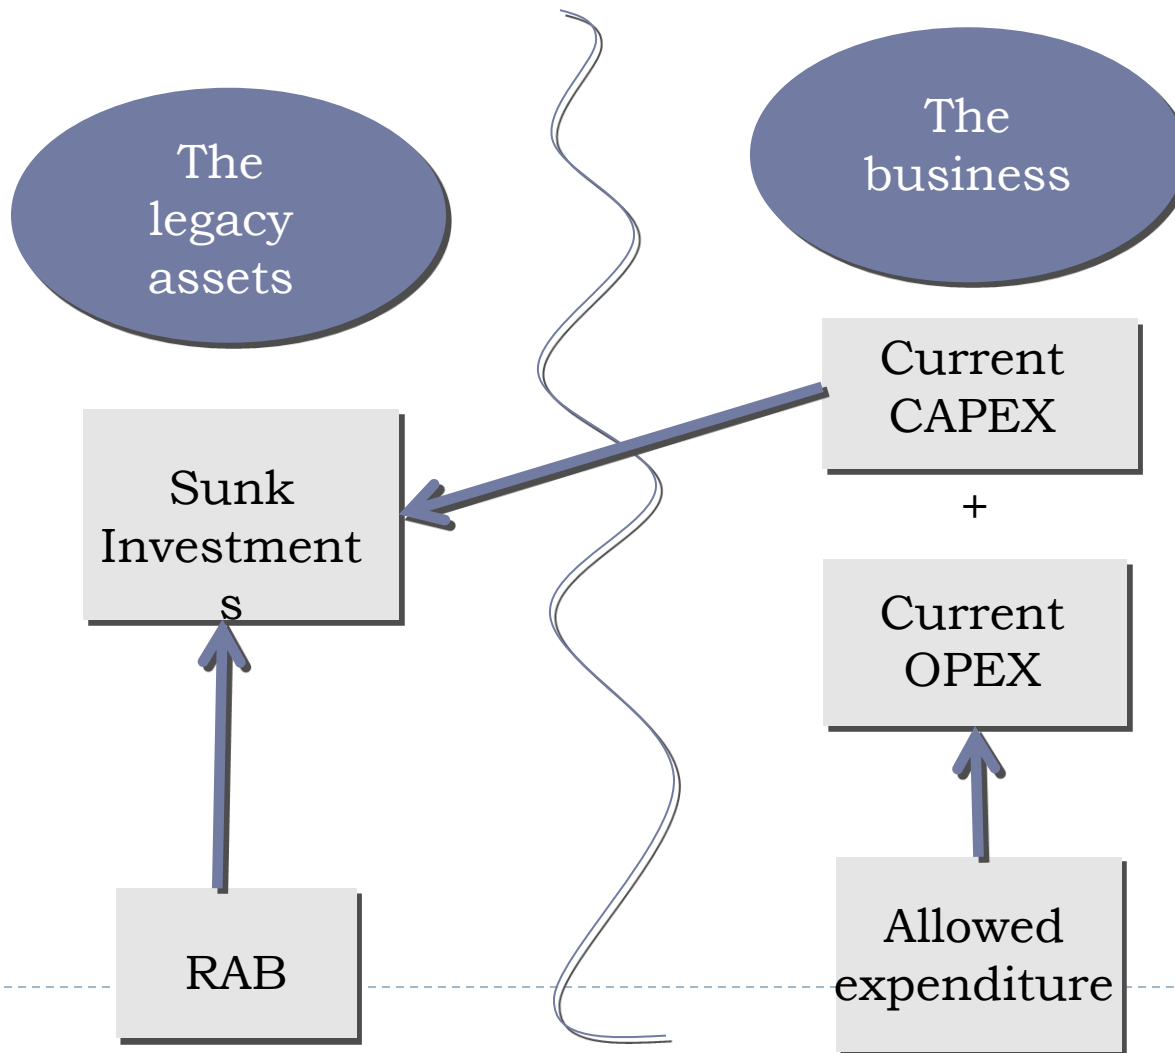 The
legacy
assets
Sunk
Investment
s
RAB
The
business
Current
CAPEX
+
Current
OPEX
Allowed
expenditure